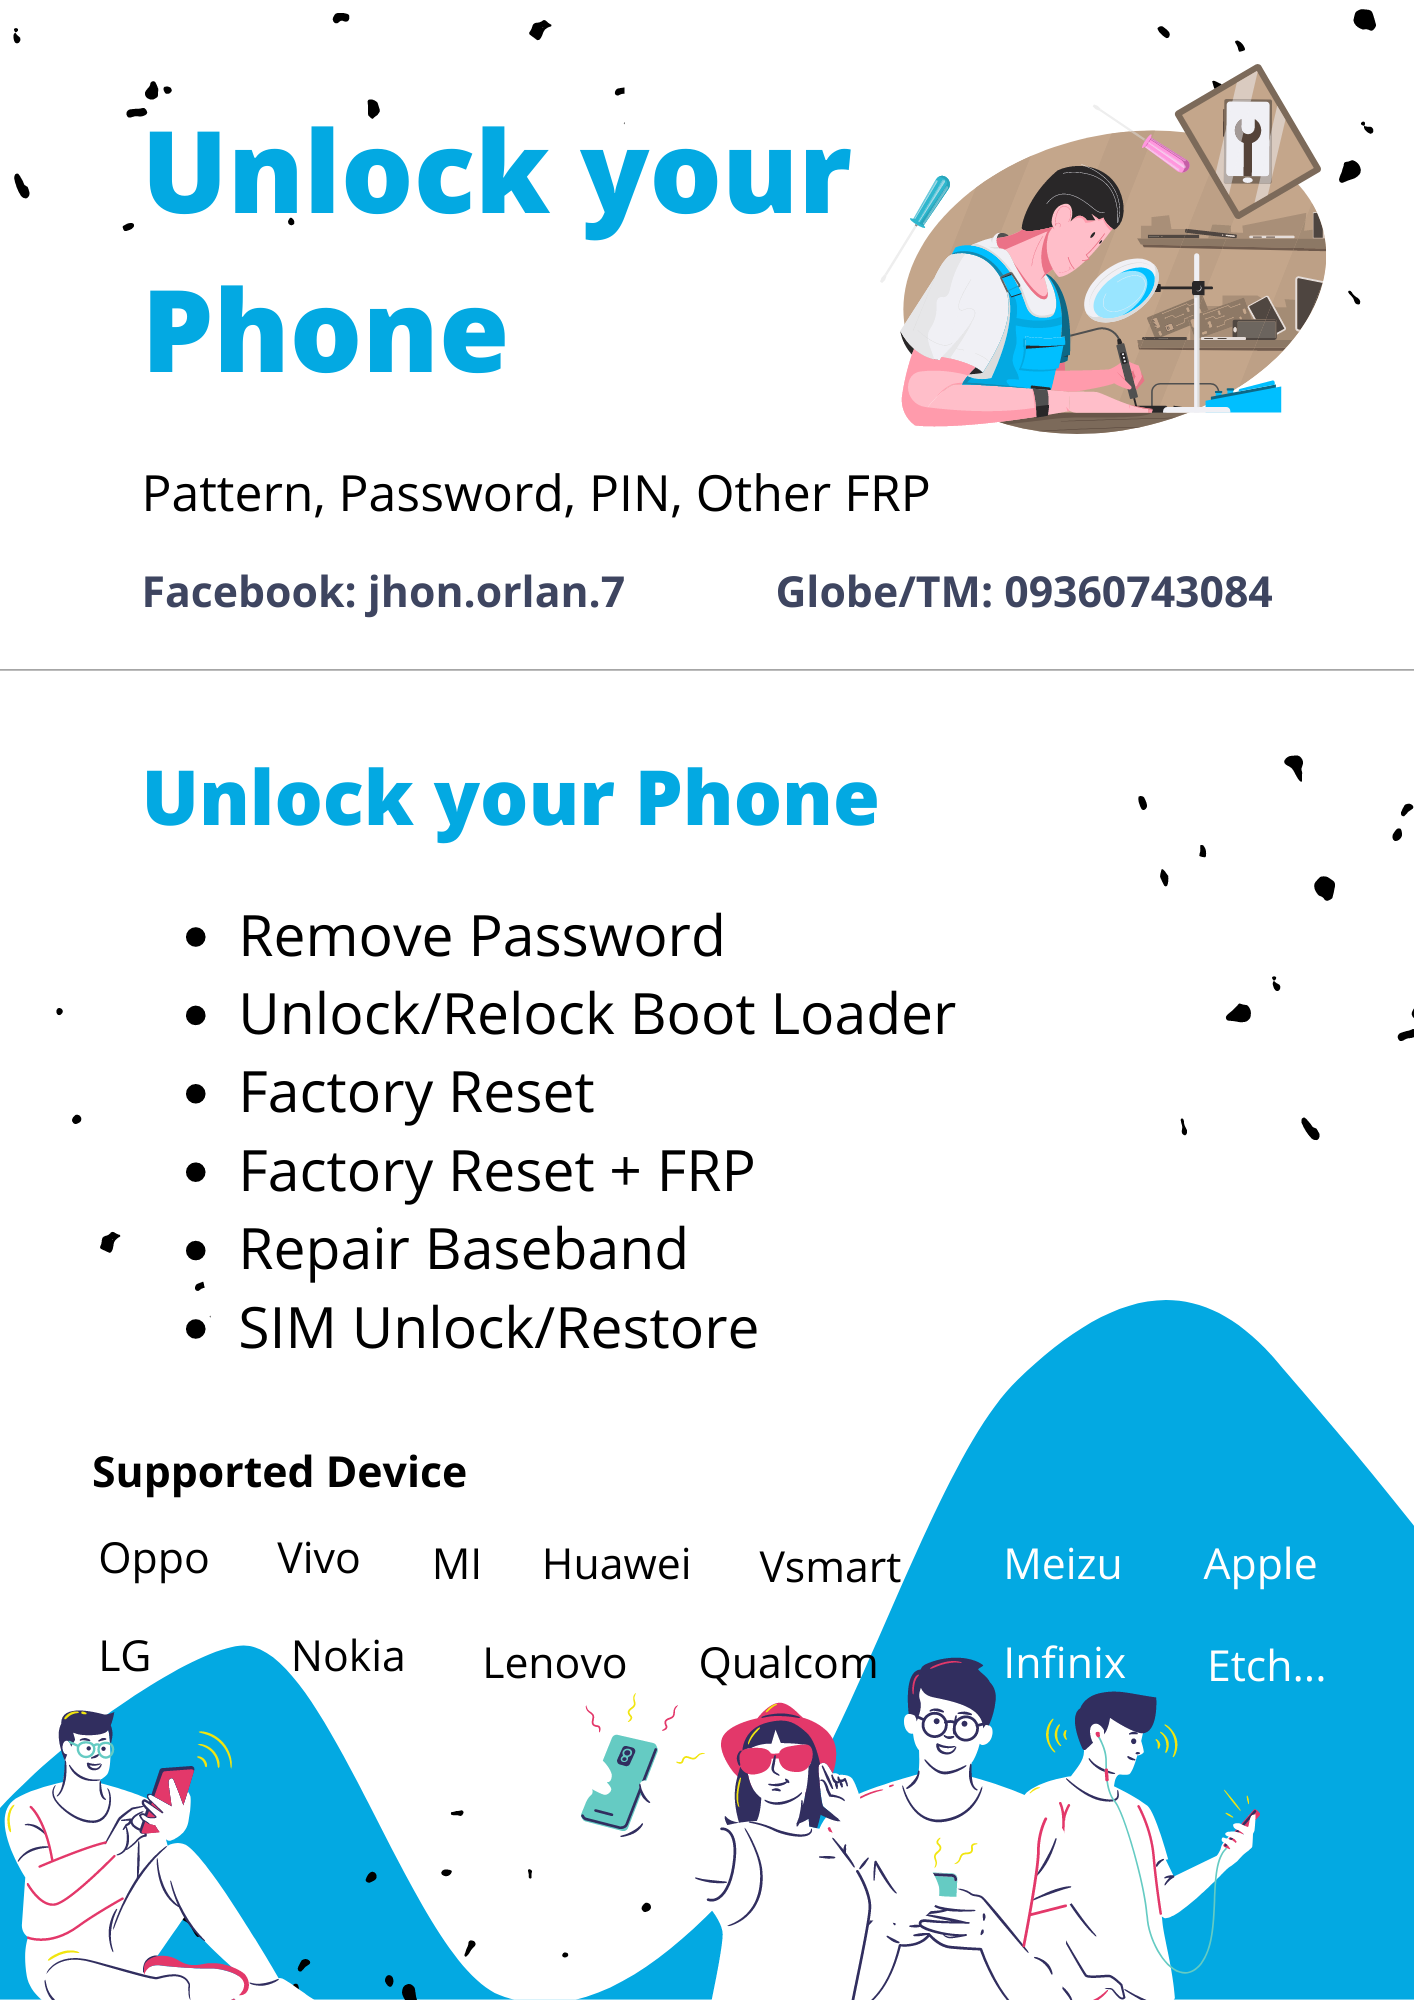 Unlock your
Phone
Pattern, Password, PIN, Other FRP
Facebook: jhon.orlan.7 Globe/TM: 09360743084
Unlock your Phone
• Remove Password
• Unlock/Relock Boot Loader
• Factory Reset
• Factory Reset + FRP
• Repair Baseband
• SIM Unlock/Restore
Supported Device
Oppo Vivo MI Huawei Vsmart Meizu Apple
LG Nokia Lenovo Qualcom Infinix Etch...